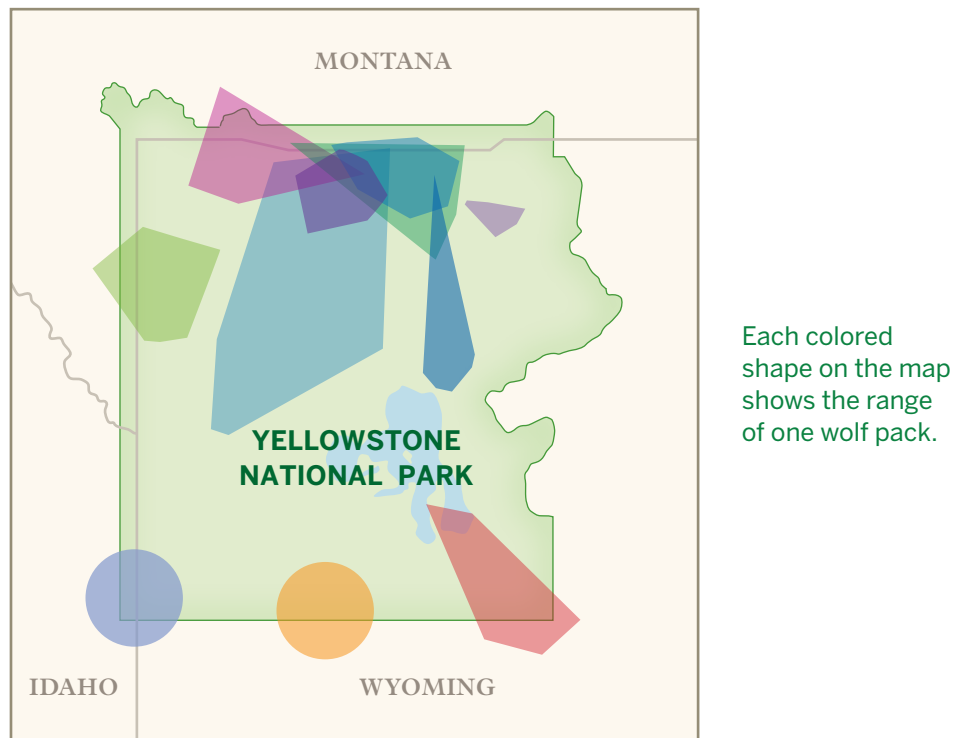 MONTANA
Each colored
shape on the map
shows the range
of one wolf pack.
YELLOWSTONE
NATIONAL PARK
IDAHO
WYOMING